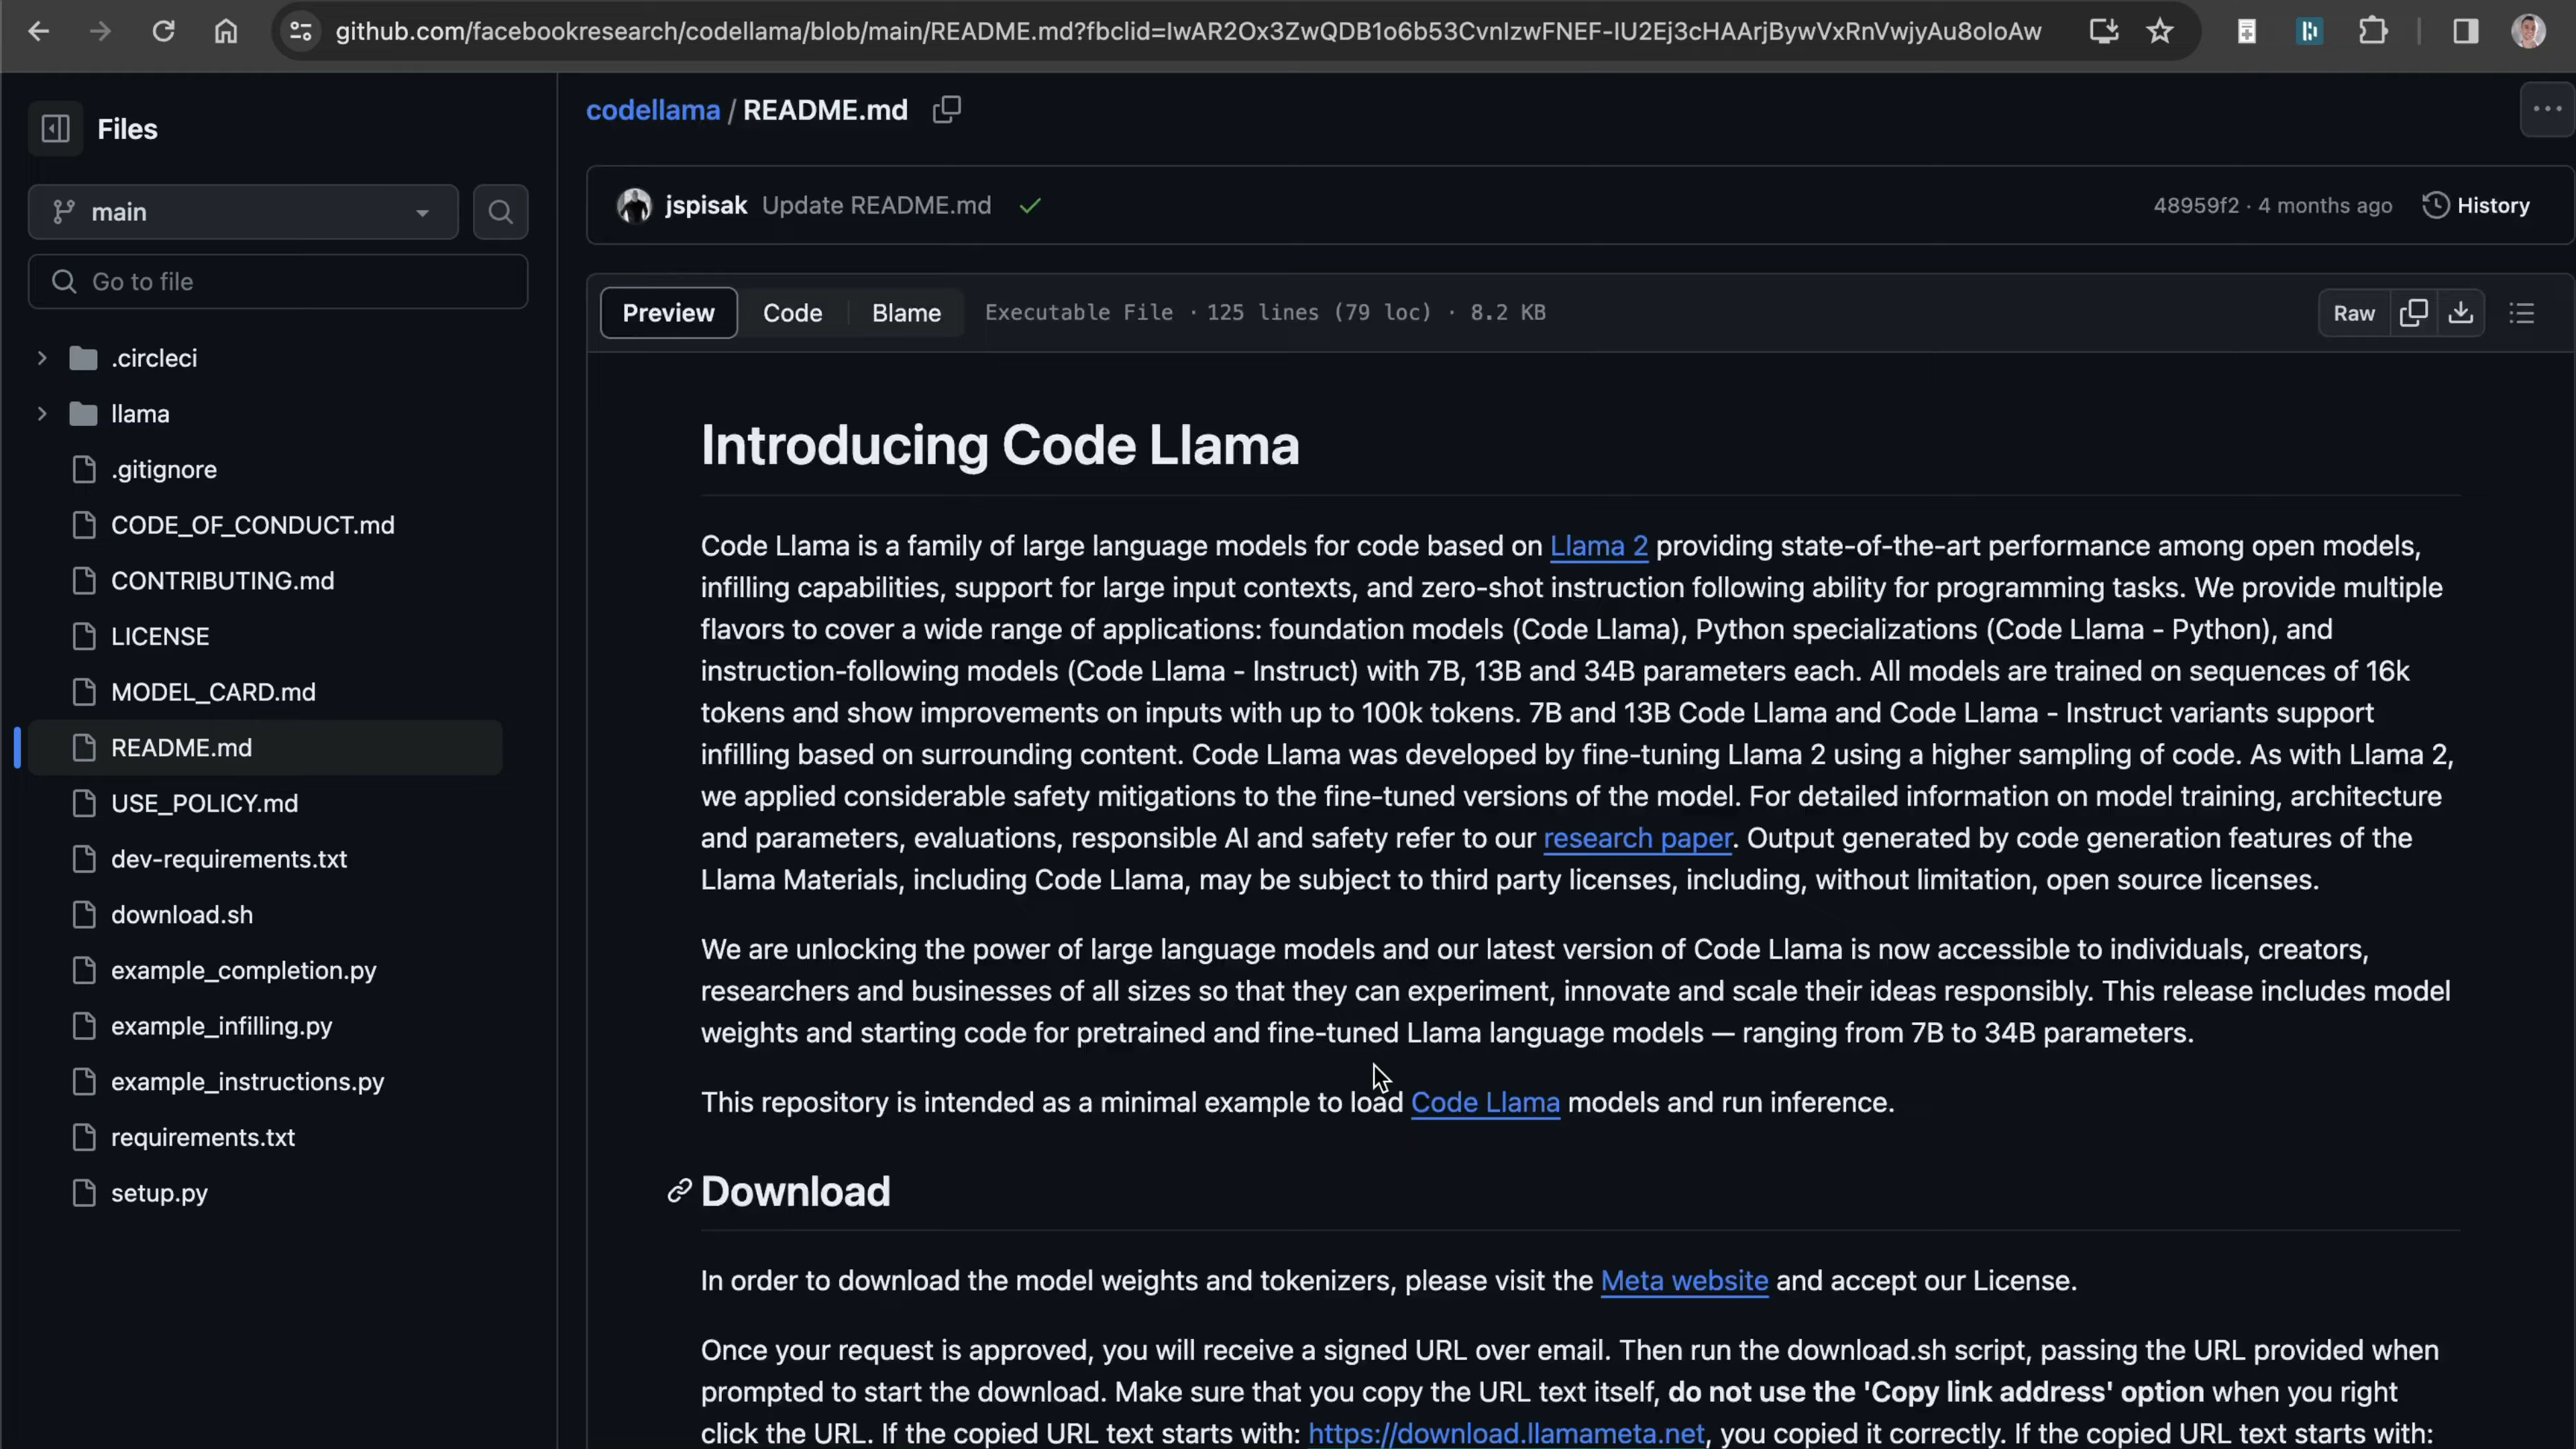 github.com/facebookresearch/codellama/blob/main/README.md?fbclid=IwAR2Ox3ZwQDB1o6b53CvnIzwFNEF-IU2Ej3cHAArjBywVxRnVwjyAu8oIoAw
Files
main
Go to file
.circleci
llama
.gitignore
CODE_OF_CONDUCT.md
CONTRIBUTING.md
LICENSE
MODEL_CARD.md
README.md
USE_POLICY.md
dev-requirements.txt
download.sh
example_completion.py
example_infilling.py
example_instructions.py
requirements.txt
setup.py
codellama / README.md
jspisak Update README.md
48959f2 · 4 months ago History
Preview Code Blame Executable File · 125 lines (79 loc) · 8.2 KB
Raw
Introducing Code Llama
Code Llama is a family of large language models for code based on Llama 2 providing state-of-the-art performance among open models,
infilling capabilities, support for large input contexts, and zero-shot instruction following ability for programming tasks. We provide multiple
flavors to cover a wide range of applications: foundation models (Code Llama), Python specializations (Code Llama - Python), and
instruction-following models (Code Llama - Instruct) with 7B, 13B and 34B parameters each. All models are trained on sequences of 16k
tokens and show improvements on inputs with up to 100k tokens. 7B and 13B Code Llama and Code Llama - Instruct variants support
infilling based on surrounding content. Code Llama was developed by fine-tuning Llama 2 using a higher sampling of code. As with Llama 2,
we applied considerable safety mitigations to the fine-tuned versions of the model. For detailed information on model training, architecture
and parameters, evaluations, responsible AI and safety refer to our research paper. Output generated by code generation features of the
Llama Materials, including Code Llama, may be subject to third party licenses, including, without limitation, open source licenses.
We are unlocking the power of large language models and our latest version of Code Llama is now accessible to individuals, creators,
researchers and businesses of all sizes so that they can experiment, innovate and scale their ideas responsibly. This release includes model
weights and starting code for pretrained and fine-tuned Llama language models — ranging from 7B to 34B parameters.
This repository is intended as a minimal example to load Code Llama models and run inference.
Download
In order to download the model weights and tokenizers, please visit the Meta website and accept our License.
Once your request is approved, you will receive a signed URL over email. Then run the download.sh script, passing the URL provided when
prompted to start the download. Make sure that you copy the URL text itself, do not use the 'Copy link address' option when you right
click the URL. If the copied URL text starts with: https://download.llamameta.net, you copied it correctly. If the copied URL text starts with: